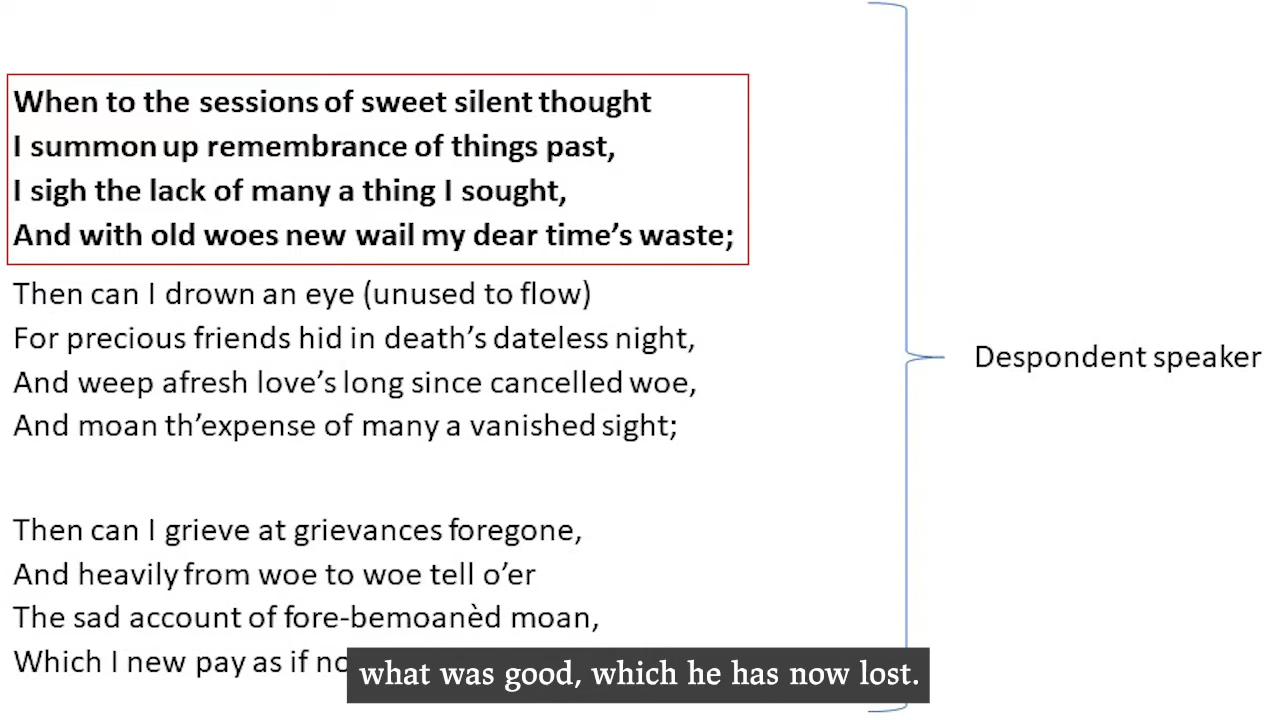 When to the sessions of sweet silent thought
I summon up remembrance of things past,
I sigh the lack of many a thing I sought,
And with old woes new wail my dear time's waste;
Then can I drown an eye (unused to flow)
For precious friends hid in death's dateless night,
And weep afresh love's long since cancelled woe,
And moan th'expense of many a vanished sight;
Then can I grieve at grievances foregone,
And heavily from woe to woe tell o'er
The sad account of fore-bemoanèd moan,
Which I new pay as if
Despondent speaker
what was good, which he has now lost.